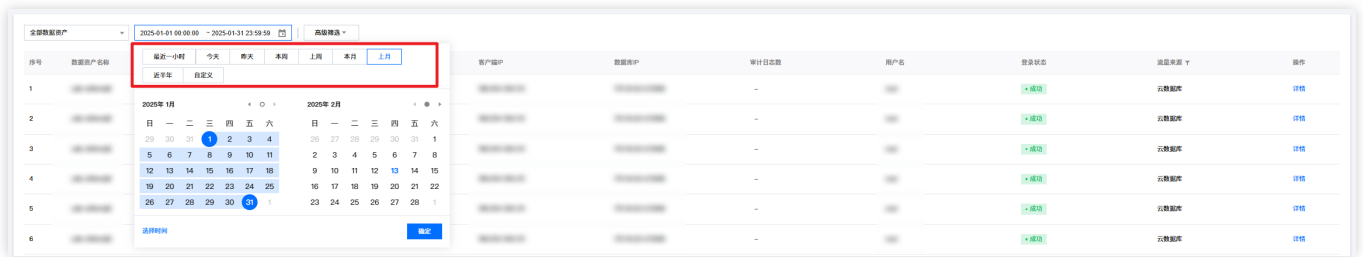 全部数据资产 2025-01-01 00:00:00 ~ 2025-01-31 23:59:59 高级筛选
序号 数据资产名称 客户端IP 数据库IP 审计日志数 用户名 登录状态 流量来源 操作
最近一小时 今天 昨天 本周 上周 本月 上月
近半年 自定义
2025年 1月 2025年 2月
日 一 二 三 四 五 六 日 一 二 三 四 五 六
29 30 31 1 2 3 4 26 27 28 29 30 31 1
5 6 7 8 9 10 11 2 3 4 5 6 7 8
12 13 14 15 16 17 18 9 10 11 12 13 14 15
19 20 21 22 23 24 25 16 17 18 19 20 21 22
26 27 28 29 30 31 1 23 24 25 26 27 28 1
选择时间 确定
1 - 成功 云数据库 详情
2 - 成功 云数据库 详情
3 - 成功 云数据库 详情
4 - 成功 云数据库 详情
5 - 成功 云数据库 详情
6 - 成功 云数据库 详情